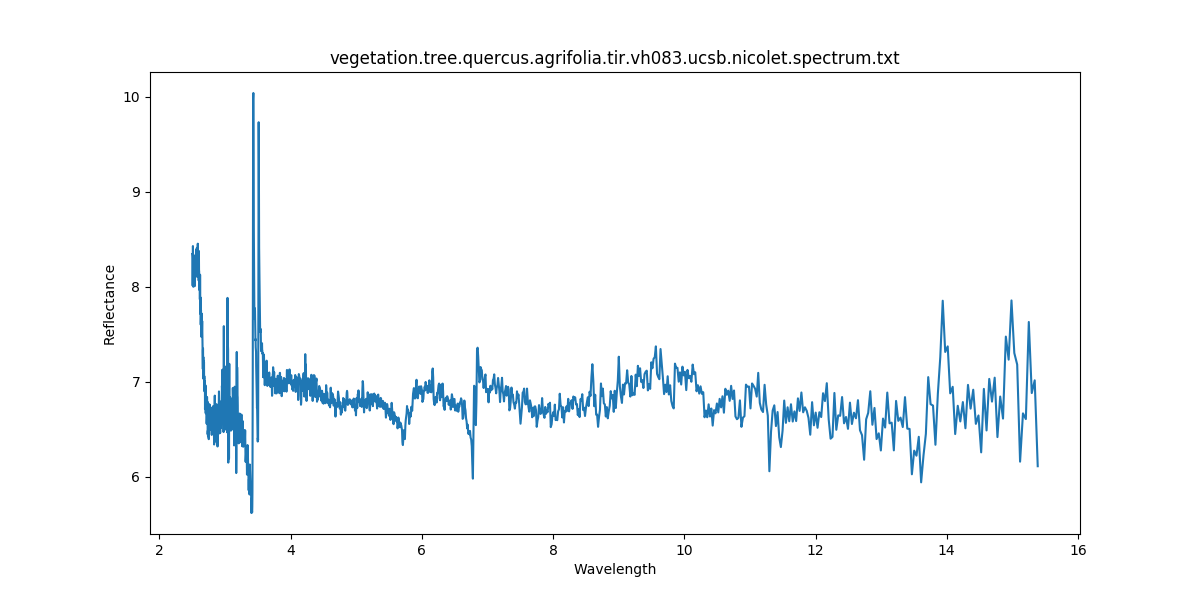 vegetation.tree.quercus.agrifolia.tir.vh083.ucsb.nicolet.spectrum.txt
10
9
8
7
6
Reflectance
2 4 6 8 10 12 14 16
Wavelength